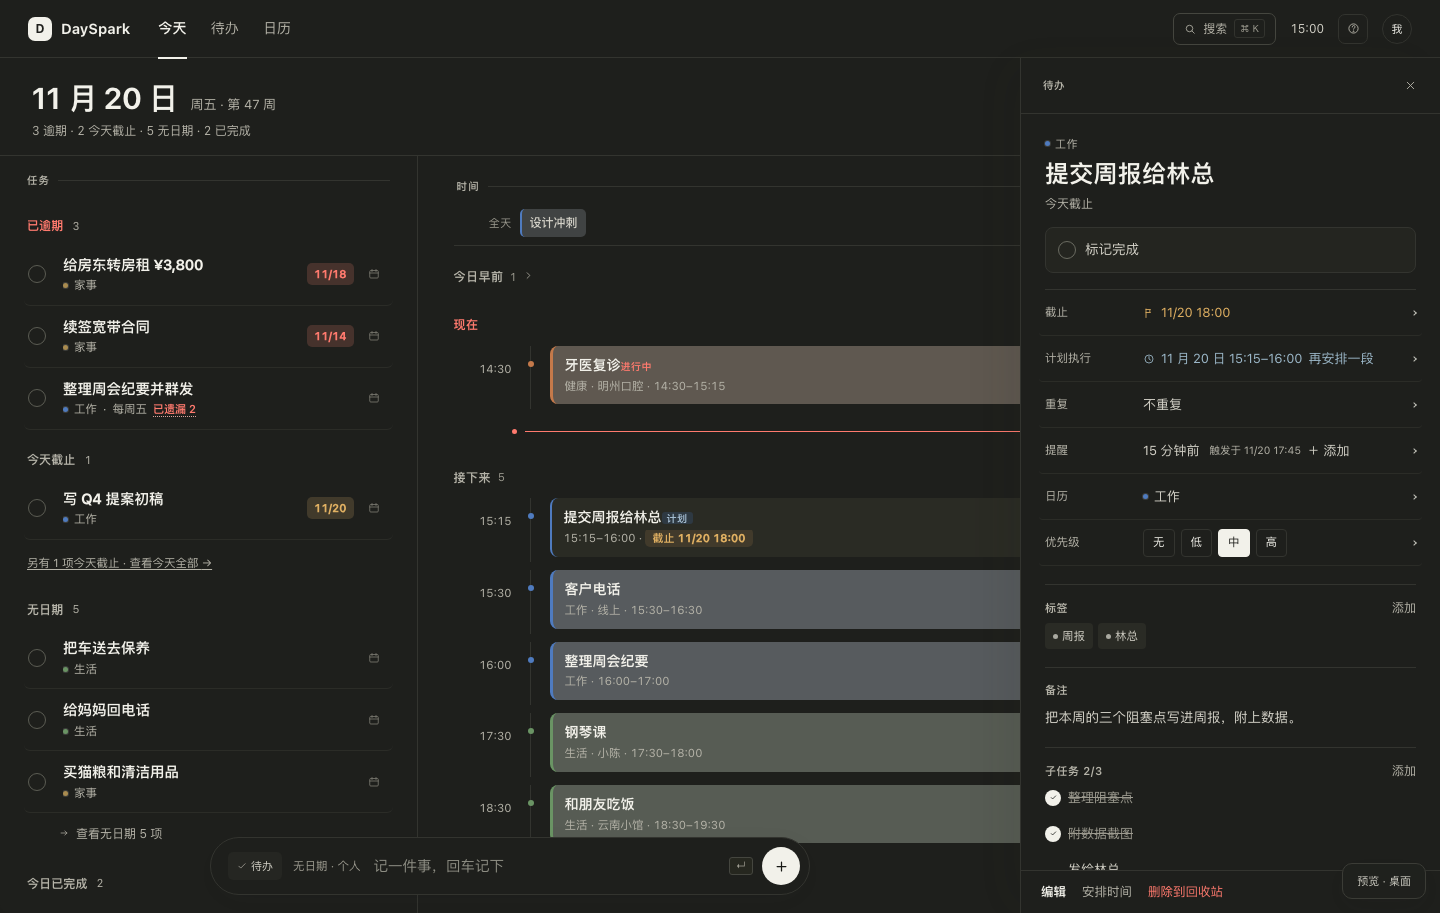 D DaySpark 今天 待办 日历 搜索 ⌘ K 15:00 我
11 月 20 日 周五 · 第 47 周
3 逾期 · 2 今天截止 · 5 无日期 · 2 已完成
任务
已逾期 3
给房东转房租 ¥3,800
家事
11/18
续签宽带合同
家事
11/14
整理周会纪要并群发
工作 · 每周五 已遗漏 2
今天截止 1
写 Q4 提案初稿
工作
11/20
另有 1 项今天截止 · 查看今天全部 →
无日期 5
把车送去保养
生活
给妈妈回电话
生活
买猫粮和清洁用品
家事
→ 查看无日期 5 项
今日已完成 2
时间
全天 设计冲刺
今日早前 1
现在
14:30
牙医复诊进行中
健康 · 明州口腔 · 14:30–15:15
接下来 5
15:15
提交周报给林总 计划
15:15–16:00 · 截止 11/20 18:00
15:30
客户电话
工作 · 线上 · 15:30–16:30
16:00
整理周会纪要
工作 · 16:00–17:00
17:30
钢琴课
生活 · 小陈 · 17:30–18:00
18:30
和朋友吃饭
生活 · 云南小馆 · 18:30–19:30
待办 无日期 · 个人 记一件事，回车记下
待办
工作
提交周报给林总
今天截止
标记完成
截止 11/20 18:00
计划执行 11 月 20 日 15:15–16:00 再安排一段
重复 不重复
提醒 15 分钟前 触发于 11/20 17:45 + 添加
日历 工作
优先级 无 低 中 高
标签 添加
周报 林总
备注
把本周的三个阻塞点写进周报，附上数据。
子任务 2/3 添加
整理阻塞点
附数据截图
发给林总
编辑 安排时间 删除到回收站
预览 · 桌面